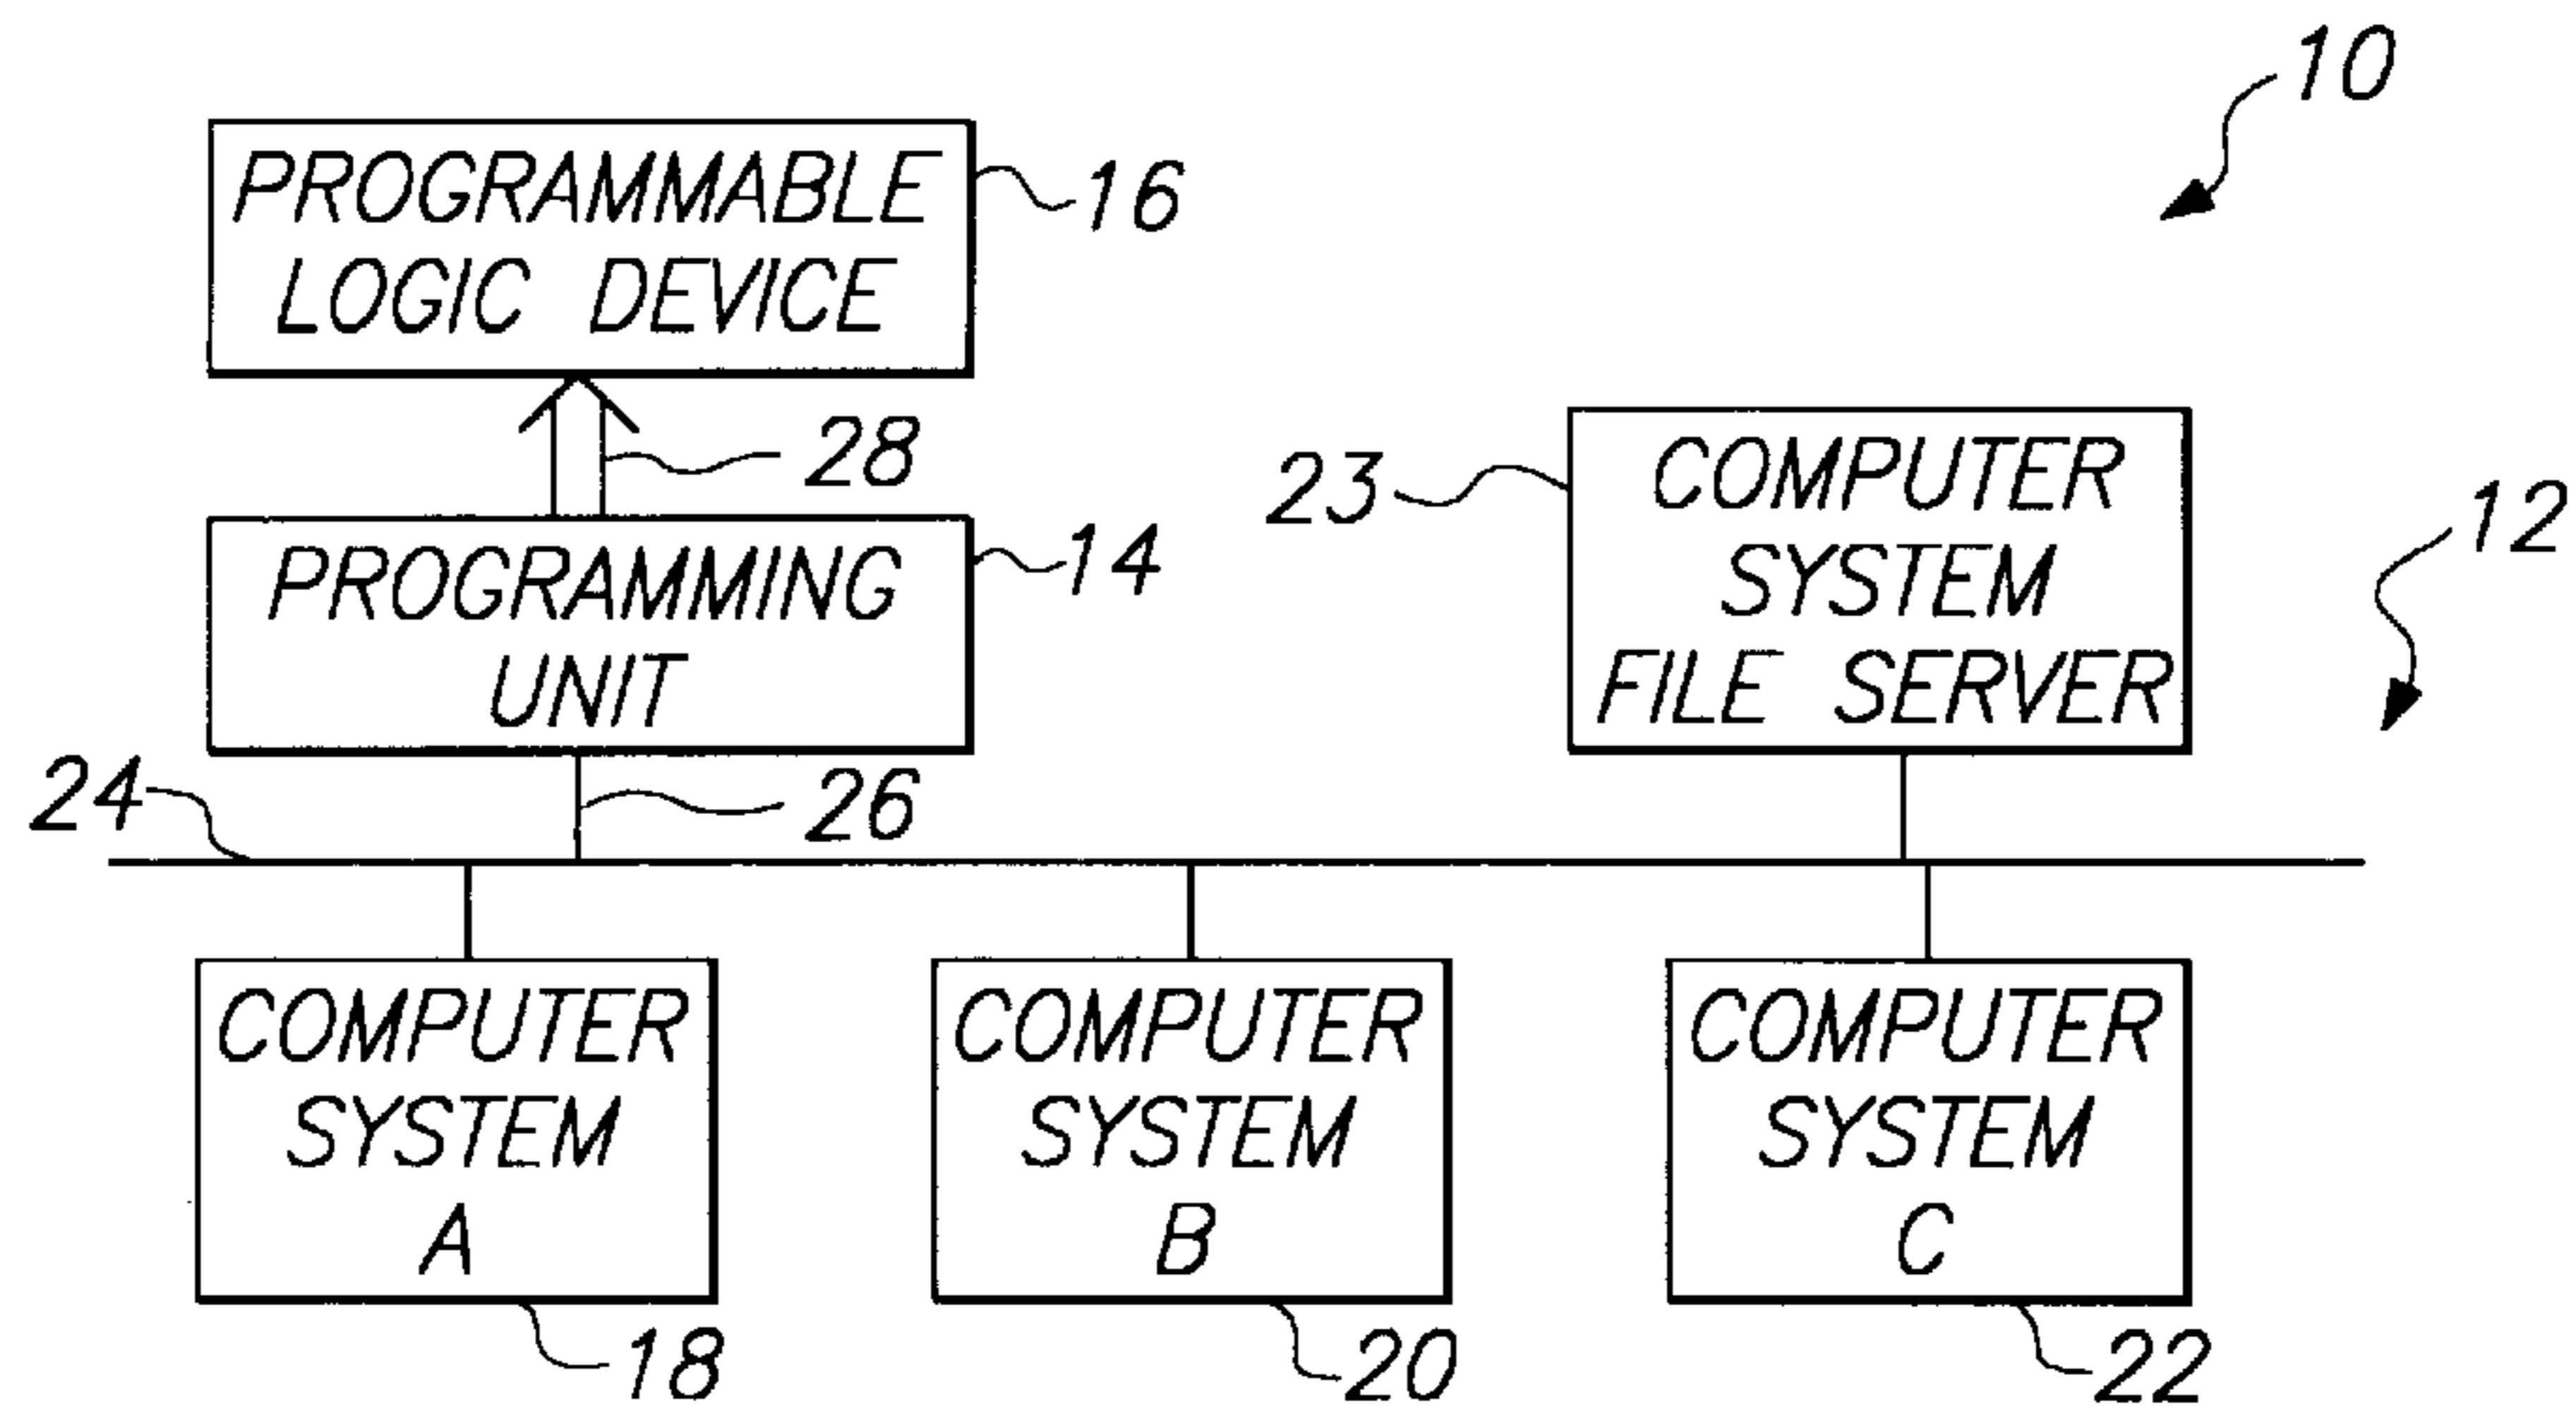 10
PROGRAMMABLE
LOGIC DEVICE
16
28
PROGRAMMING
UNIT
14
23
COMPUTER
SYSTEM
FILE SERVER
12
24
26
COMPUTER
SYSTEM
A
18
COMPUTER
SYSTEM
B
20
COMPUTER
SYSTEM
C
22